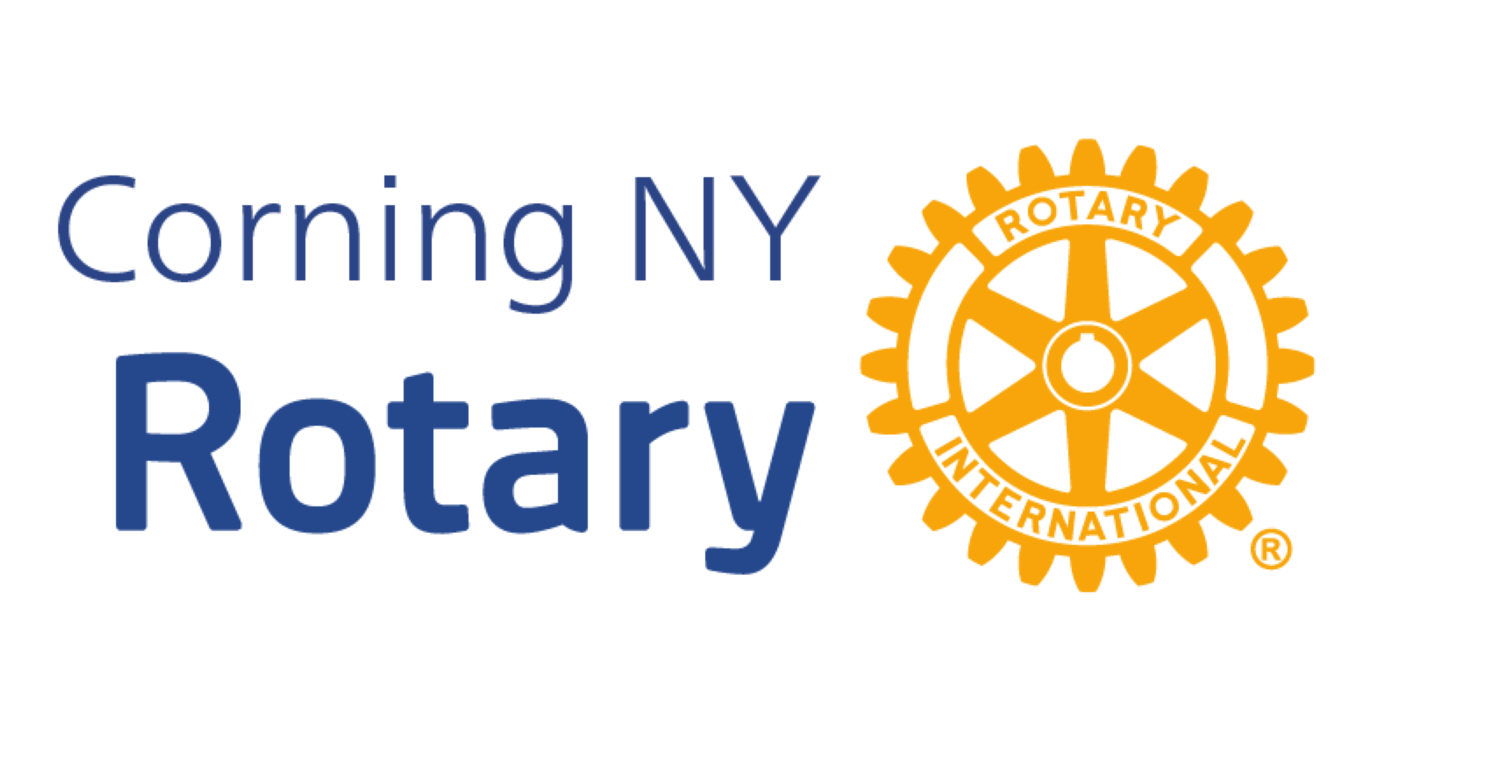 Corning NY
Rotary
ROTARY
INTERNATIONAL
®